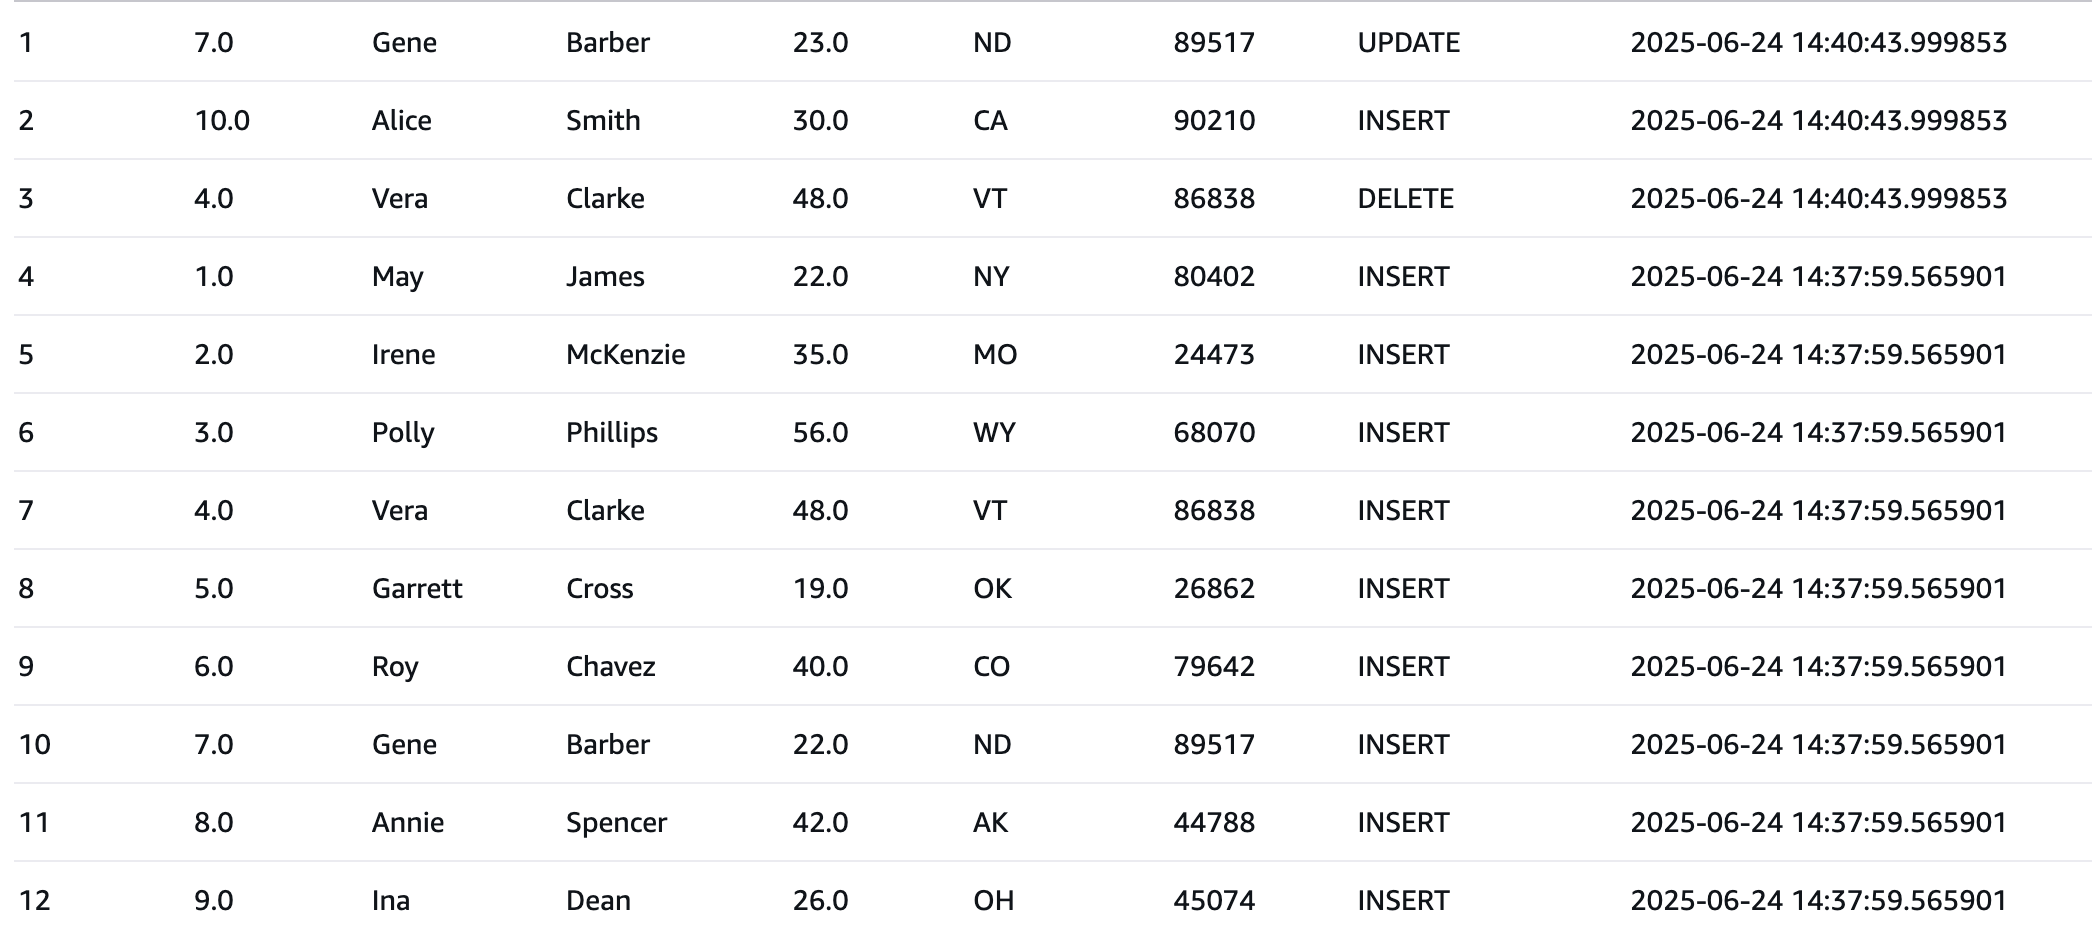 1 7.0 Gene Barber 23.0 ND 89517 UPDATE 2025-06-24 14:40:43.999853
2 10.0 Alice Smith 30.0 CA 90210 INSERT 2025-06-24 14:40:43.999853
3 4.0 Vera Clarke 48.0 VT 86838 DELETE 2025-06-24 14:40:43.999853
4 1.0 May James 22.0 NY 80402 INSERT 2025-06-24 14:37:59.565901
5 2.0 Irene McKenzie 35.0 MO 24473 INSERT 2025-06-24 14:37:59.565901
6 3.0 Polly Phillips 56.0 WY 68070 INSERT 2025-06-24 14:37:59.565901
7 4.0 Vera Clarke 48.0 VT 86838 INSERT 2025-06-24 14:37:59.565901
8 5.0 Garrett Cross 19.0 OK 26862 INSERT 2025-06-24 14:37:59.565901
9 6.0 Roy Chavez 40.0 CO 79642 INSERT 2025-06-24 14:37:59.565901
10 7.0 Gene Barber 22.0 ND 89517 INSERT 2025-06-24 14:37:59.565901
11 8.0 Annie Spencer 42.0 AK 44788 INSERT 2025-06-24 14:37:59.565901
12 9.0 Ina Dean 26.0 OH 45074 INSERT 2025-06-24 14:37:59.565901